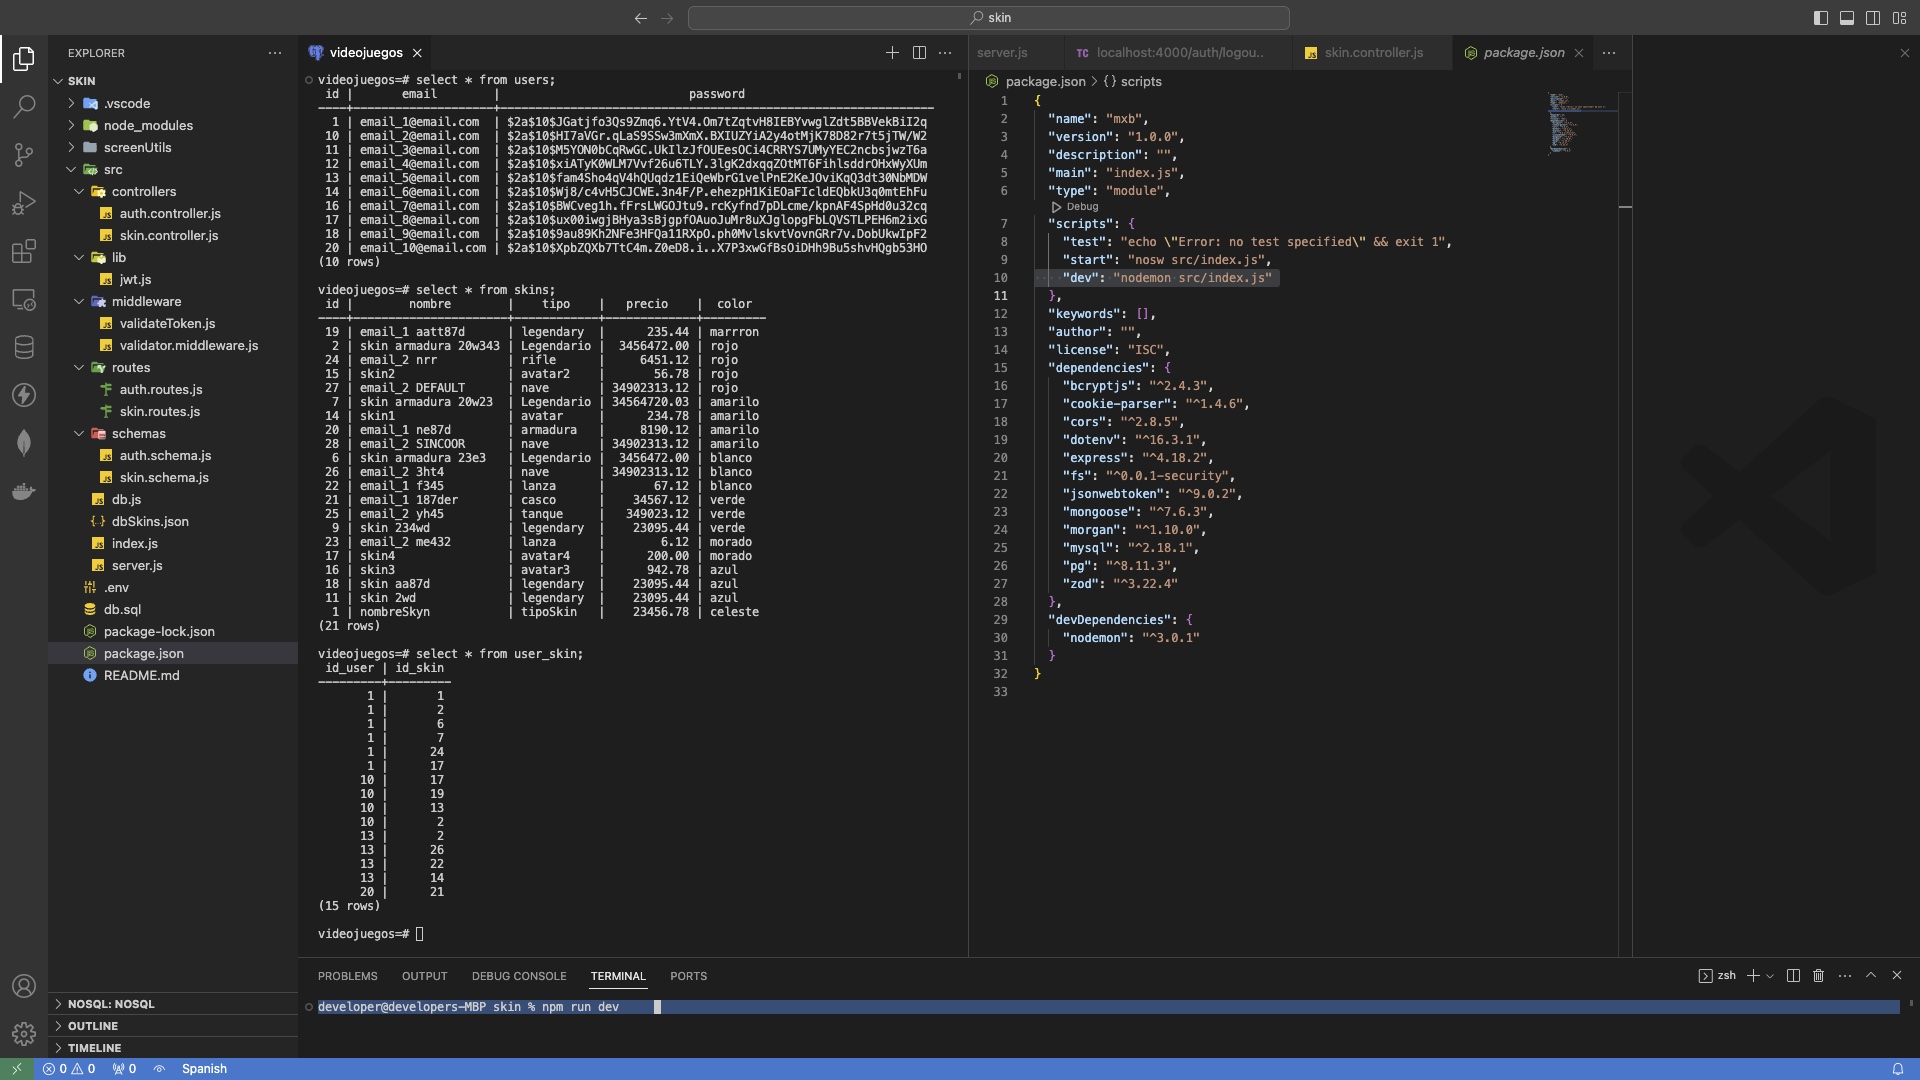 skin
EXPLORER
SKIN
.vscode
node_modules
screenUtils
src
controllers
auth.controller.js
skin.controller.js
lib
jwt.js
middleware
validateToken.js
validator.middleware.js
routes
auth.routes.js
skin.routes.js
schemas
auth.schema.js
skin.schema.js
db.js
dbSkins.json
index.js
server.js
.env
db.sql
package-lock.json
package.json
README.md
NOSQL: NOSQL
OUTLINE
TIMELINE
videojuegos
videojuegos=# select * from users;
id | email | password
1 | email_1@email.com | $2a$10$JGatjfo3Qs9Zmq6.YtV4.Om7tZqtvH8IEBYvwglZdt5BBVekBiI2q
10 | email_2@email.com | $2a$10$HI7aVGr.qLaS9SSw3mXmX.BXIUZYiA2y4otMjK78D82r7t5jTW/W2
11 | email_3@email.com | $2a$10$M5YON0bCqRwGC.UkIlzJfOUEesOCi4CRRYS7UMyYEC2ncbsjwzT6a
12 | email_4@email.com | $2a$10$xiATyK0WLM7Vvf26u6TLY.3lgK2dxqqZOtMT6FihlsddrOHxWyXUm
13 | email_5@email.com | $2a$10$fam4Sho4qV4hQUqdz1EiQeWbrG1velPnE2KeJOviKqQ3dt30NbMDW
14 | email_6@email.com | $2a$10$Wj8/c4vH5CJCWE.3n4F/P.ehezpH1KiEOaFIcldEQbkU3q0mtEhFu
16 | email_7@email.com | $2a$10$BWCveg1h.fFrsLWGOJtu9.rcKyfnd7pDLcme/kpnAF4SpHd0u32cq
17 | email_8@email.com | $2a$10$ux00iwgjBHya3sBjgpfOAuoJuMr8uXJglopgFbLQVSTLPEH6m2ixG
18 | email_9@email.com | $2a$10$9au89Kh2NFe3HFQa11RXpO.ph0MvlskvtVovnGRr7v.DobUkwIpF2
20 | email_10@email.com | $2a$10$XpbZQXb7TtC4m.Z0eD8.i..X7P3xwGfBsOiDHh9Bu5shvHQgb53HO
(10 rows)
videojuegos=# select * from skins;
id | nombre | tipo | precio | color
19 | email_1 aatt87d | legendary | 235.44 | marrron
2 | skin armadura 20w343 | Legendario | 3456472.00 | rojo
24 | email_2 nrr | rifle | 6451.12 | rojo
15 | skin2 | avatar2 | 56.78 | rojo
27 | email_2 DEFAULT | nave | 34902313.12 | rojo
7 | skin armadura 20w23 | Legendario | 34564720.03 | amarilo
14 | skin1 | avatar | 234.78 | amarilo
20 | email_1 ne87d | armadura | 8190.12 | amarilo
28 | email_2 SINCOOR | nave | 34902313.12 | amarilo
6 | skin armadura 23e3 | Legendario | 3456472.00 | blanco
26 | email_2 3ht4 | nave | 34902313.12 | blanco
22 | email_1 f345 | lanza | 67.12 | blanco
21 | email_1 187der | casco | 34567.12 | verde
25 | email_2 yh45 | tanque | 349023.12 | verde
9 | skin 234wd | legendary | 23095.44 | verde
23 | email_2 me432 | lanza | 6.12 | morado
17 | skin4 | avatar4 | 200.00 | morado
16 | skin3 | avatar3 | 942.78 | azul
18 | skin aa87d | legendary | 23095.44 | azul
11 | skin 2wd | legendary | 23095.44 | azul
1 | nombreSkyn | tipoSkin | 23456.78 | celeste
(21 rows)
videojuegos=# select * from user_skin;
id_user | id_skin
1 | 1
1 | 2
1 | 6
1 | 7
1 | 24
1 | 17
10 | 17
10 | 19
10 | 13
10 | 2
13 | 2
13 | 26
13 | 22
13 | 14
20 | 21
(15 rows)
videojuegos=#
server.js
TC localhost:4000/auth/logou..
skin.controller.js
package.json
package.json > {} scripts
1 {
2 "name": "mxb",
3 "version": "1.0.0",
4 "description": "",
5 "main": "index.js",
6 "type": "module",
Debug
7 "scripts": {
8 "test": "echo \"Error: no test specified\" && exit 1",
9 "start": "nosw src/index.js",
10 "dev": "nodemon src/index.js"
11 },
12 "keywords": [],
13 "author": "",
14 "license": "ISC",
15 "dependencies": {
16 "bcryptjs": "^2.4.3",
17 "cookie-parser": "^1.4.6",
18 "cors": "^2.8.5",
19 "dotenv": "^16.3.1",
20 "express": "^4.18.2",
21 "fs": "^0.0.1-security",
22 "jsonwebtoken": "^9.0.2",
23 "mongoose": "^7.6.3",
24 "morgan": "^1.10.0",
25 "mysql": "^2.18.1",
26 "pg": "^8.11.3",
27 "zod": "^3.22.4"
28 },
29 "devDependencies": {
30 "nodemon": "^3.0.1"
31 }
32 }
33
PROBLEMS OUTPUT DEBUG CONSOLE TERMINAL PORTS
zsh
developer@developers-MBP skin % npm run dev
0 0 0 Spanish